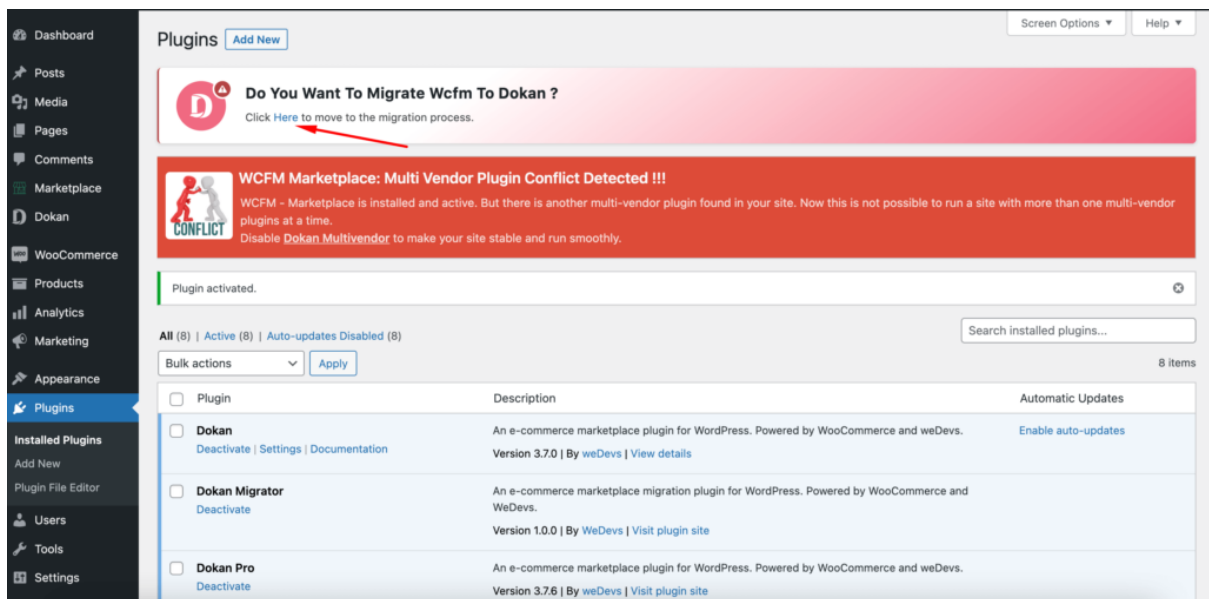 Dashboard
Posts
Media
Pages
Comments
Marketplace
Dokan
WooCommerce
Products
Analytics
Marketing
Appearance
Plugins
Installed Plugins
Add New
Plugin File Editor
Users
Tools
Settings
Screen Options ▼ Help ▼
Plugins Add New
Do You Want To Migrate Wcfm To Dokan ?
Click Here to move to the migration process.
CONFLICT
WCFM Marketplace: Multi Vendor Plugin Conflict Detected !!!
WCFM - Marketplace is installed and active. But there is another multi-vendor plugin found in your site. Now this is not possible to run a site with more than one multi-vendor
plugins at a time.
Disable Dokan Multivendor to make your site stable and run smoothly.
Plugin activated.
All (8) | Active (8) | Auto-updates Disabled (8)
Search installed plugins...
Bulk actions Apply
8 items
Plugin Description Automatic Updates
Dokan An e-commerce marketplace plugin for WordPress. Powered by WooCommerce and weDevs. Enable auto-updates
Deactivate | Settings | Documentation
Version 3.7.0 | By weDevs | View details
Dokan Migrator An e-commerce marketplace migration plugin for WordPress. Powered by WooCommerce and
Deactivate WeDevs.
Version 1.0.0 | By WeDevs | Visit plugin site
Dokan Pro An e-commerce marketplace plugin for WordPress. Powered by WooCommerce and weDevs.
Deactivate Version 3.7.6 | By weDevs | Visit plugin site